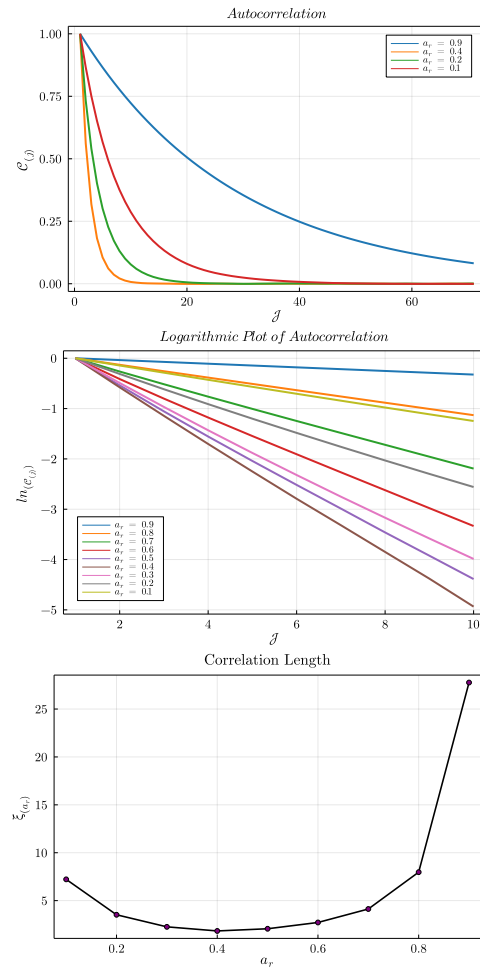 Autocorrelation
1.00
0.75
0.50
0.25
0.00
0
20
40
60
𝒞(j)
𝒥
a_r = 0.9
a_r = 0.4
a_r = 0.2
a_r = 0.1
Logarithmic Plot of Autocorrelation
0
−1
−2
−3
−4
−5
2
4
6
8
10
ln(𝒞(j))
𝒥
a_r = 0.9
a_r = 0.8
a_r = 0.7
a_r = 0.6
a_r = 0.5
a_r = 0.4
a_r = 0.3
a_r = 0.2
a_r = 0.1
Correlation Length
25
20
15
10
5
0.2
0.4
0.6
0.8
ξ(a_r)
a_r